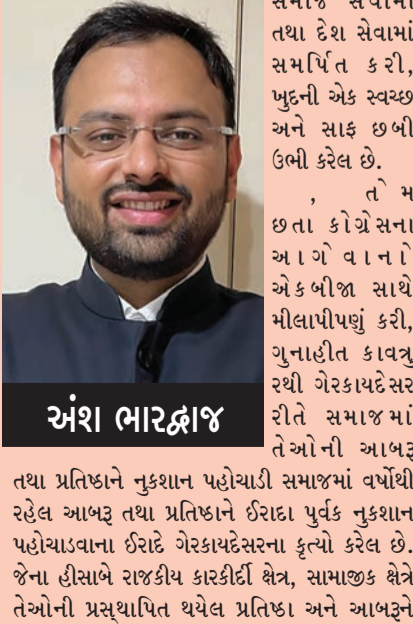 સમાજ સેવામાં
તથા દેશ સેવામાં
સમર્પિત કરી,
ખુદની એક સ્વચ્છ
અને સાફ છબી
ઉભી કરેલ છે.
, તેમ
છતા કોગ્રેસના
આગેવાનો
એકબીજા સાથે
મીલાપીપણું કરી,
ગુનાહીત કાવત્રુ
રચી ગેરકાયદેસર
રીતે સમાજમાં
તેઓની આબરૂ
અંશ ભારદ્વાજ
તથા પ્રતિષ્ઠાને નુકશાન પહોચાડી સમાજમાં વર્ષોથી
રહેલ આબરૂ તથા પ્રતિષ્ઠાને ઈરાદા પુર્વક નુકશાન
પહોચાડવાના ઈરાદે ગેરકાયદેસરના કૃત્યો કરેલ છે.
જેના હીસાબે રાજકીય કારકીર્દી ક્ષેત્ર, સામાજીક ક્ષેત્રે
તેઓની પ્રસ્થાપિત થયેલ પ્રતિષ્ઠા અને આબરૂને